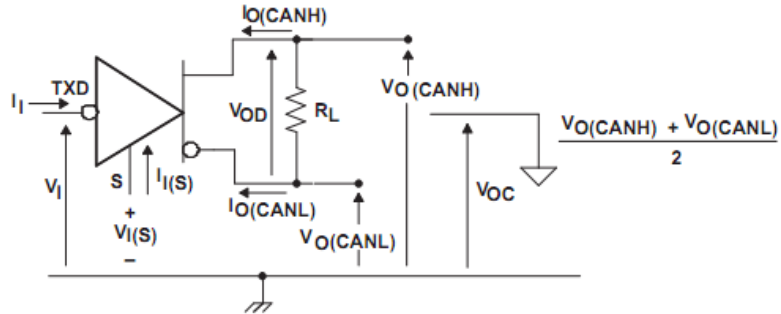 IO(CANH)
TXD
II
VOD
RL
VO(CANH)
VO(CANH) + VO(CANL)
2
VI
S
II(S)
+
VI(S)
–
IO(CANL)
VO(CANL)
VOC